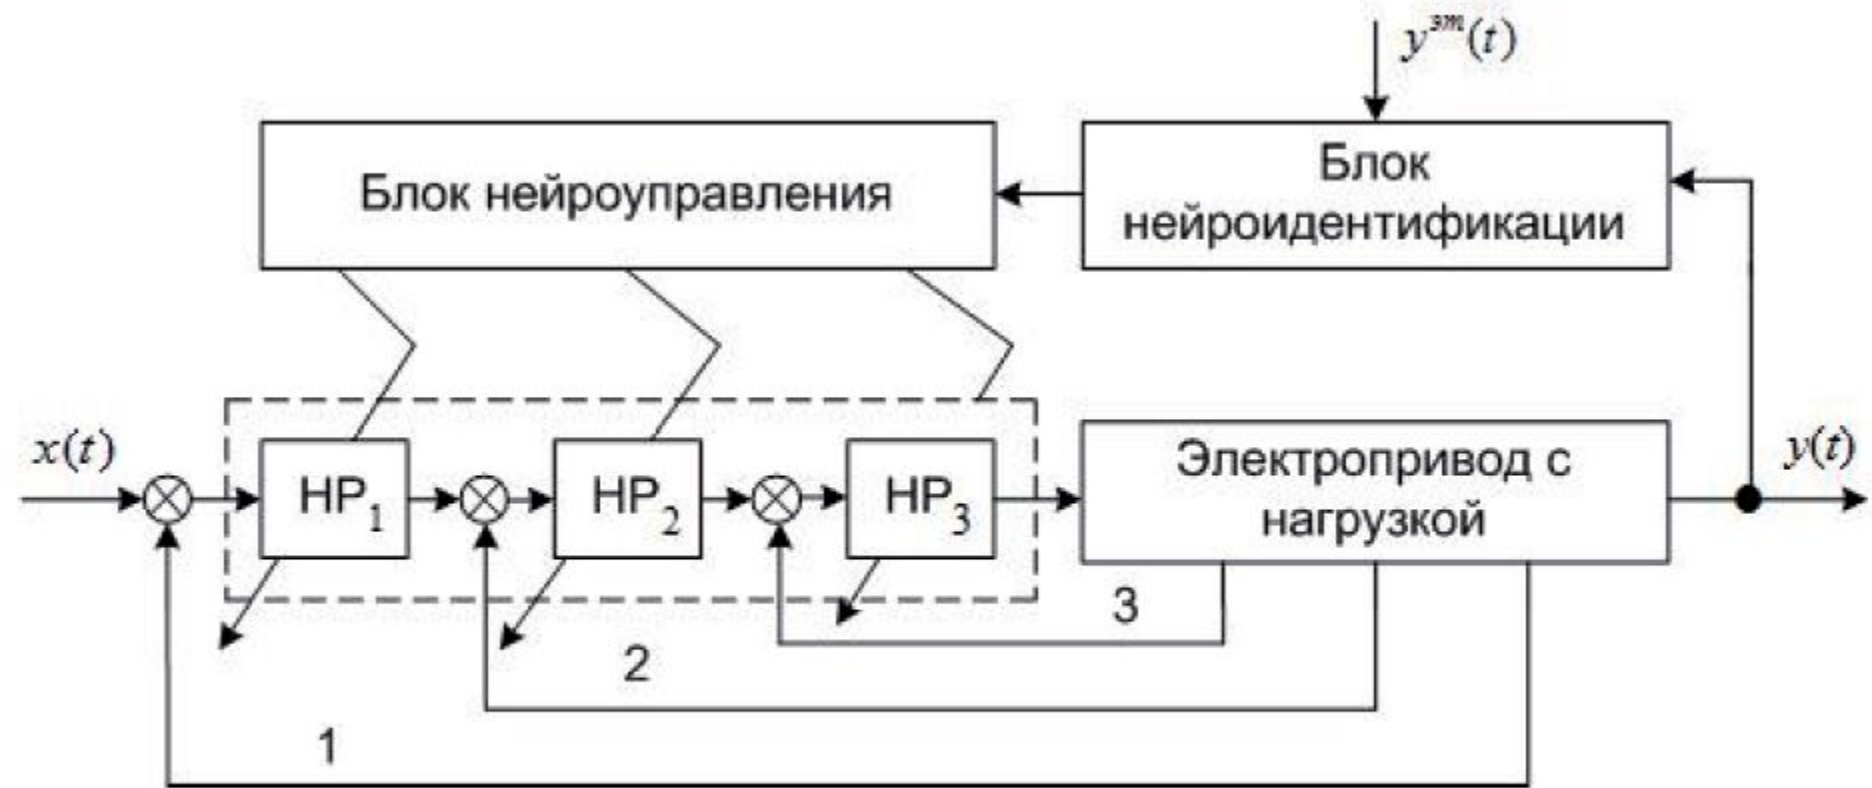 y^эт(t)
Блок нейроуправления
Блок
нейроидентификации
x(t)
НР1
НР2
НР3
Электропривод с
нагрузкой
y(t)
3
2
1